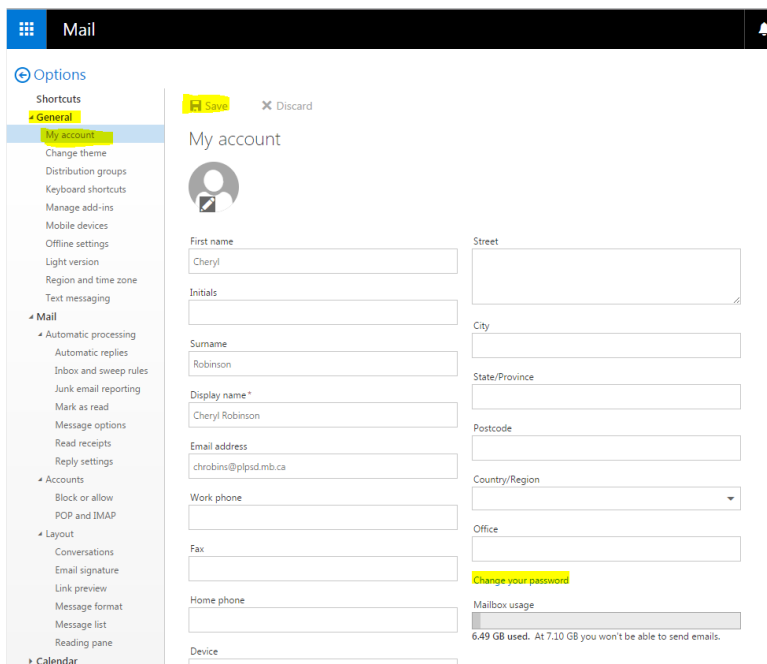 Mail
Options
Shortcuts
General
My account
Change theme
Distribution groups
Keyboard shortcuts
Manage add-ins
Mobile devices
Offline settings
Light version
Region and time zone
Text messaging
Mail
Automatic processing
Automatic replies
Inbox and sweep rules
Junk email reporting
Mark as read
Message options
Read receipts
Reply settings
Accounts
Block or allow
POP and IMAP
Layout
Conversations
Email signature
Link preview
Message format
Message list
Reading pane
Calendar
Save Discard
My account
First name
Cheryl
Initials
Surname
Robinson
Display name*
Cheryl Robinson
Email address
chrobins@plpsd.mb.ca
Work phone
Fax
Home phone
Device
Street
City
State/Province
Postcode
Country/Region
Office
Change your password
Mailbox usage
6.49 GB used. At 7.10 GB you won't be able to send emails.